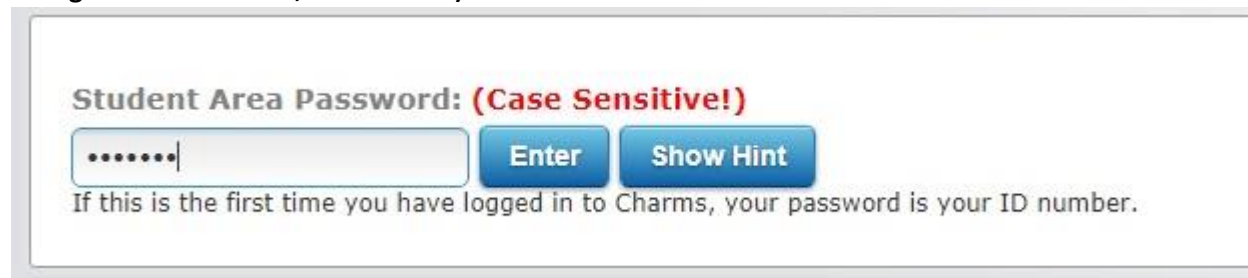 Student Area Password: (Case Sensitive!)
••••••• Enter Show Hint
If this is the first time you have logged in to Charms, your password is your ID number.